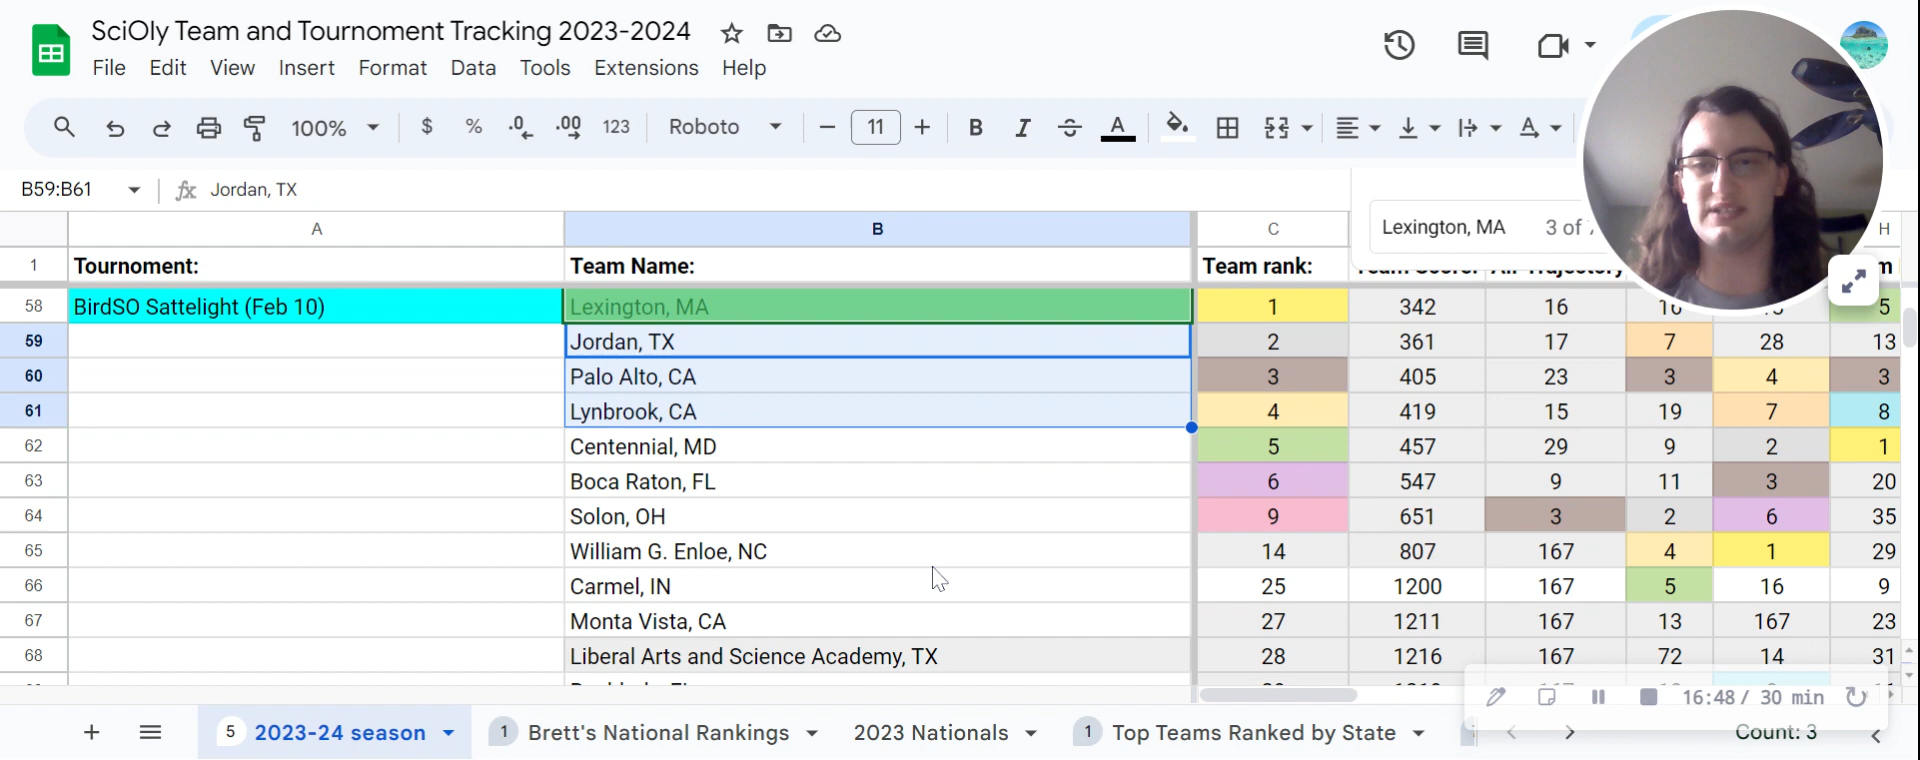 SciOly Team and Tournoment Tracking 2023-2024
File Edit View Insert Format Data Tools Extensions Help
100% $ % .0 .00 123 Roboto 11 B I A A
B59:B61 fx Jordan, TX
Lexington, MA 3 of
A B C H
1 Tournoment: Team Name: Team rank:
58 BirdSO Sattelight (Feb 10) Lexington, MA 1 342 16 5
59 Jordan, TX 2 361 17 7 28 13
60 Palo Alto, CA 3 405 23 3 4 3
61 Lynbrook, CA 4 419 15 19 7 8
62 Centennial, MD 5 457 29 9 2 1
63 Boca Raton, FL 6 547 9 11 3 20
64 Solon, OH 9 651 3 2 6 35
65 William G. Enloe, NC 14 807 167 4 1 29
66 Carmel, IN 25 1200 167 5 16 9
67 Monta Vista, CA 27 1211 167 13 167 23
68 Liberal Arts and Science Academy, TX 28 1216 167 72 14 31
16:48 / 30 min
5 2023-24 season 1 Brett's National Rankings 2023 Nationals 1 Top Teams Ranked by State Count: 3